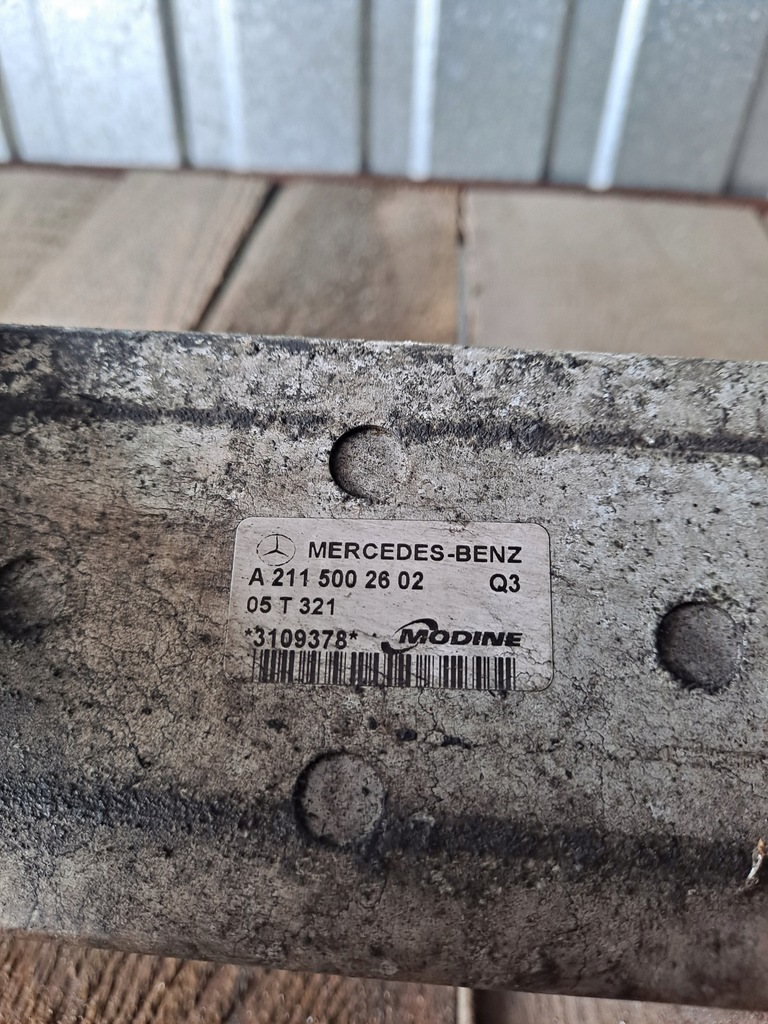 MERCEDES-BENZ
A 211 500 26 02 Q3
05 T 321
*3109378* MODINE